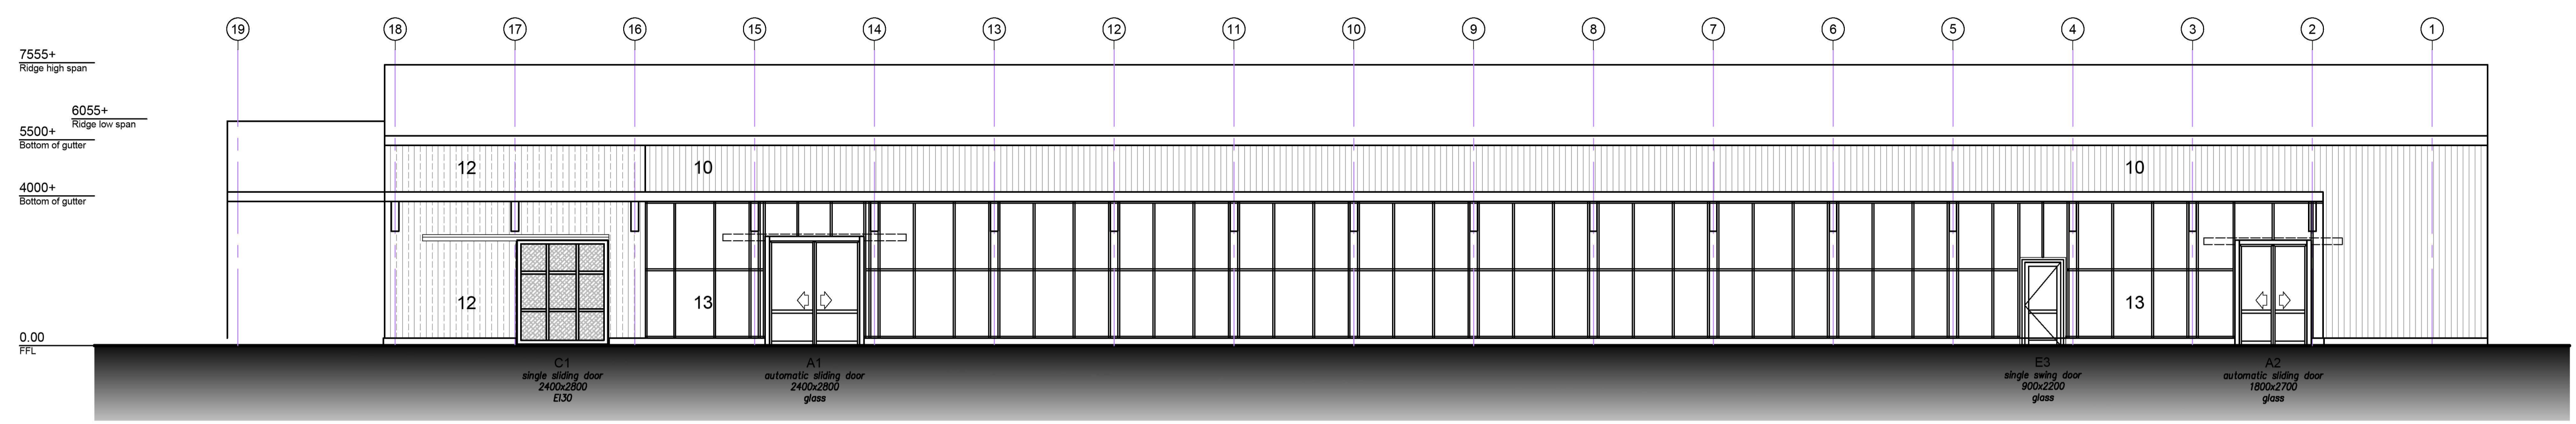 19 18 17 16 15 14 13 12 11 10 9 8 7 6 5 4 3 2 1
7555+
Ridge high span
6055+
Ridge low span
5500+
Bottom of gutter
12 10 10
4000+
Bottom of gutter
12 13 13
0.00
FFL
C1
single sliding door
2400x2800
EI30
A1
automatic sliding door
2400x2800
glass
E3
single swing door
900x2200
glass
A2
automatic sliding door
1800x2700
glass